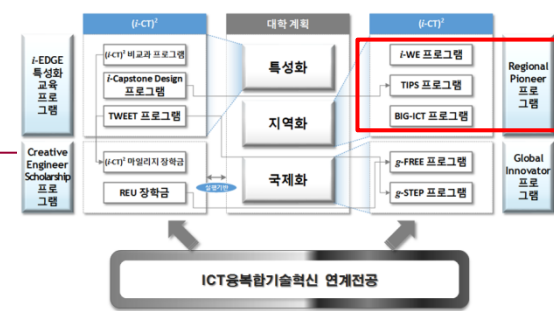 (i-CT)²
대학 계획
(i-CT)²
i-EDGE
특성화
교육
프로
그램
(i-CT)² 비교과 프로그램
i-Capstone Design
프로그램
TWEET 프로그램
특성화
지역화
국제화
i-WE 프로그램
TIPS 프로그램
BIG-ICT 프로그램
Regional
Pioneer
프로
그램
Creative
Engineer
Scholarship
프로
그램
(i-CT)² 마일리지 장학금
REU 장학금
실행기반
g-FREE 프로그램
g-STEP 프로그램
Global
Innovator
프로
그램
ICT융복합기술혁신 연계전공